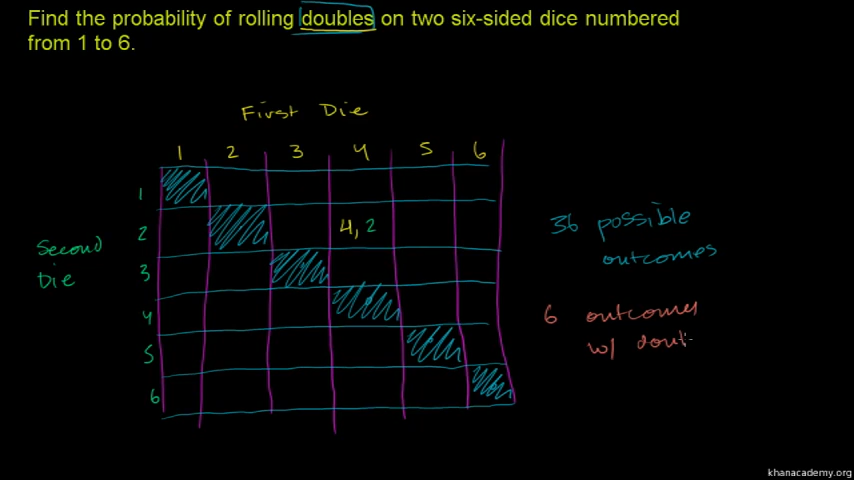 Find the probability of rolling doubles on two six-sided dice numbered
from 1 to 6.
First Die
1 2 3 4 5 6
1
2
3
4
5
6
Second
Die
4, 2
36 possible
outcomes
6 outcomes
w/
khanacademy.org